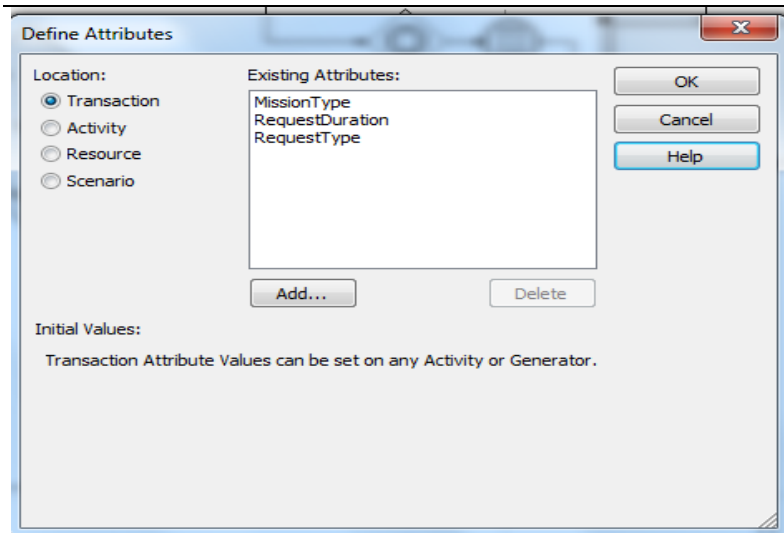 Define Attributes
Location:
Transaction
Activity
Resource
Scenario
Existing Attributes:
MissionType
RequestDuration
RequestType
OK
Cancel
Help
Add...
Delete
Initial Values:
Transaction Attribute Values can be set on any Activity or Generator.